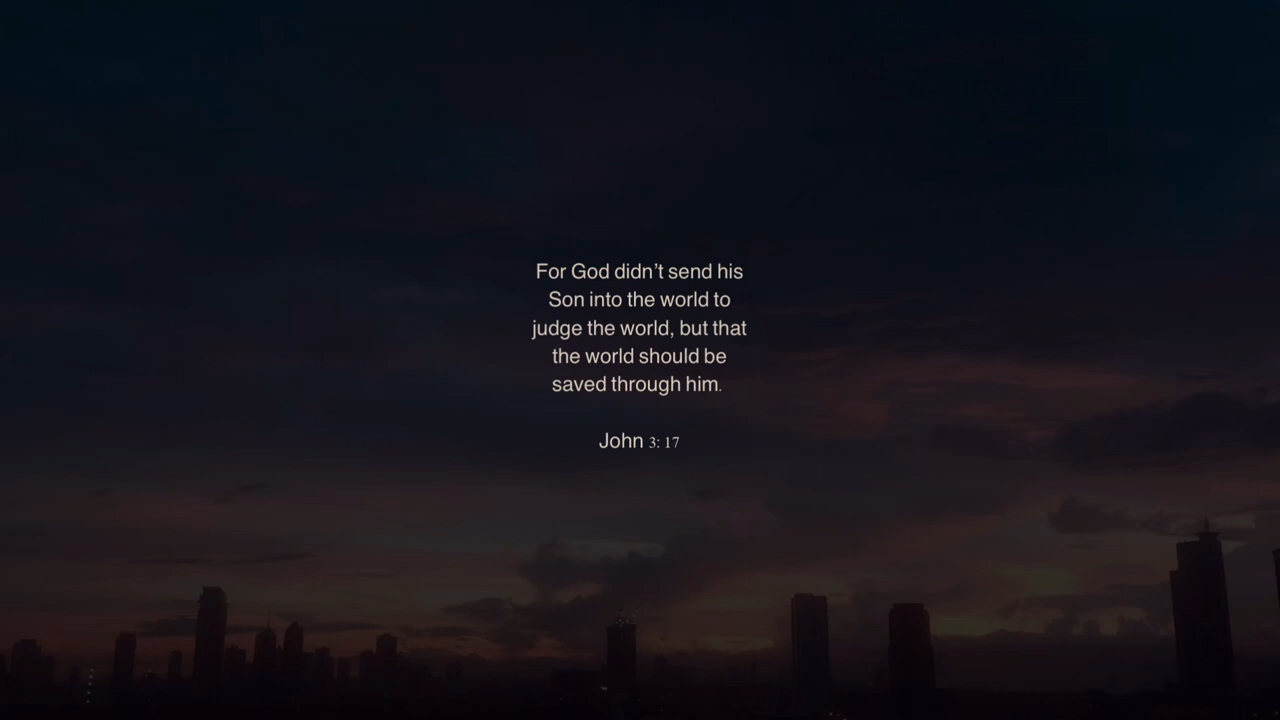 For God didn’t send his
Son into the world to
judge the world, but that
the world should be
saved through him.
John 3: 17